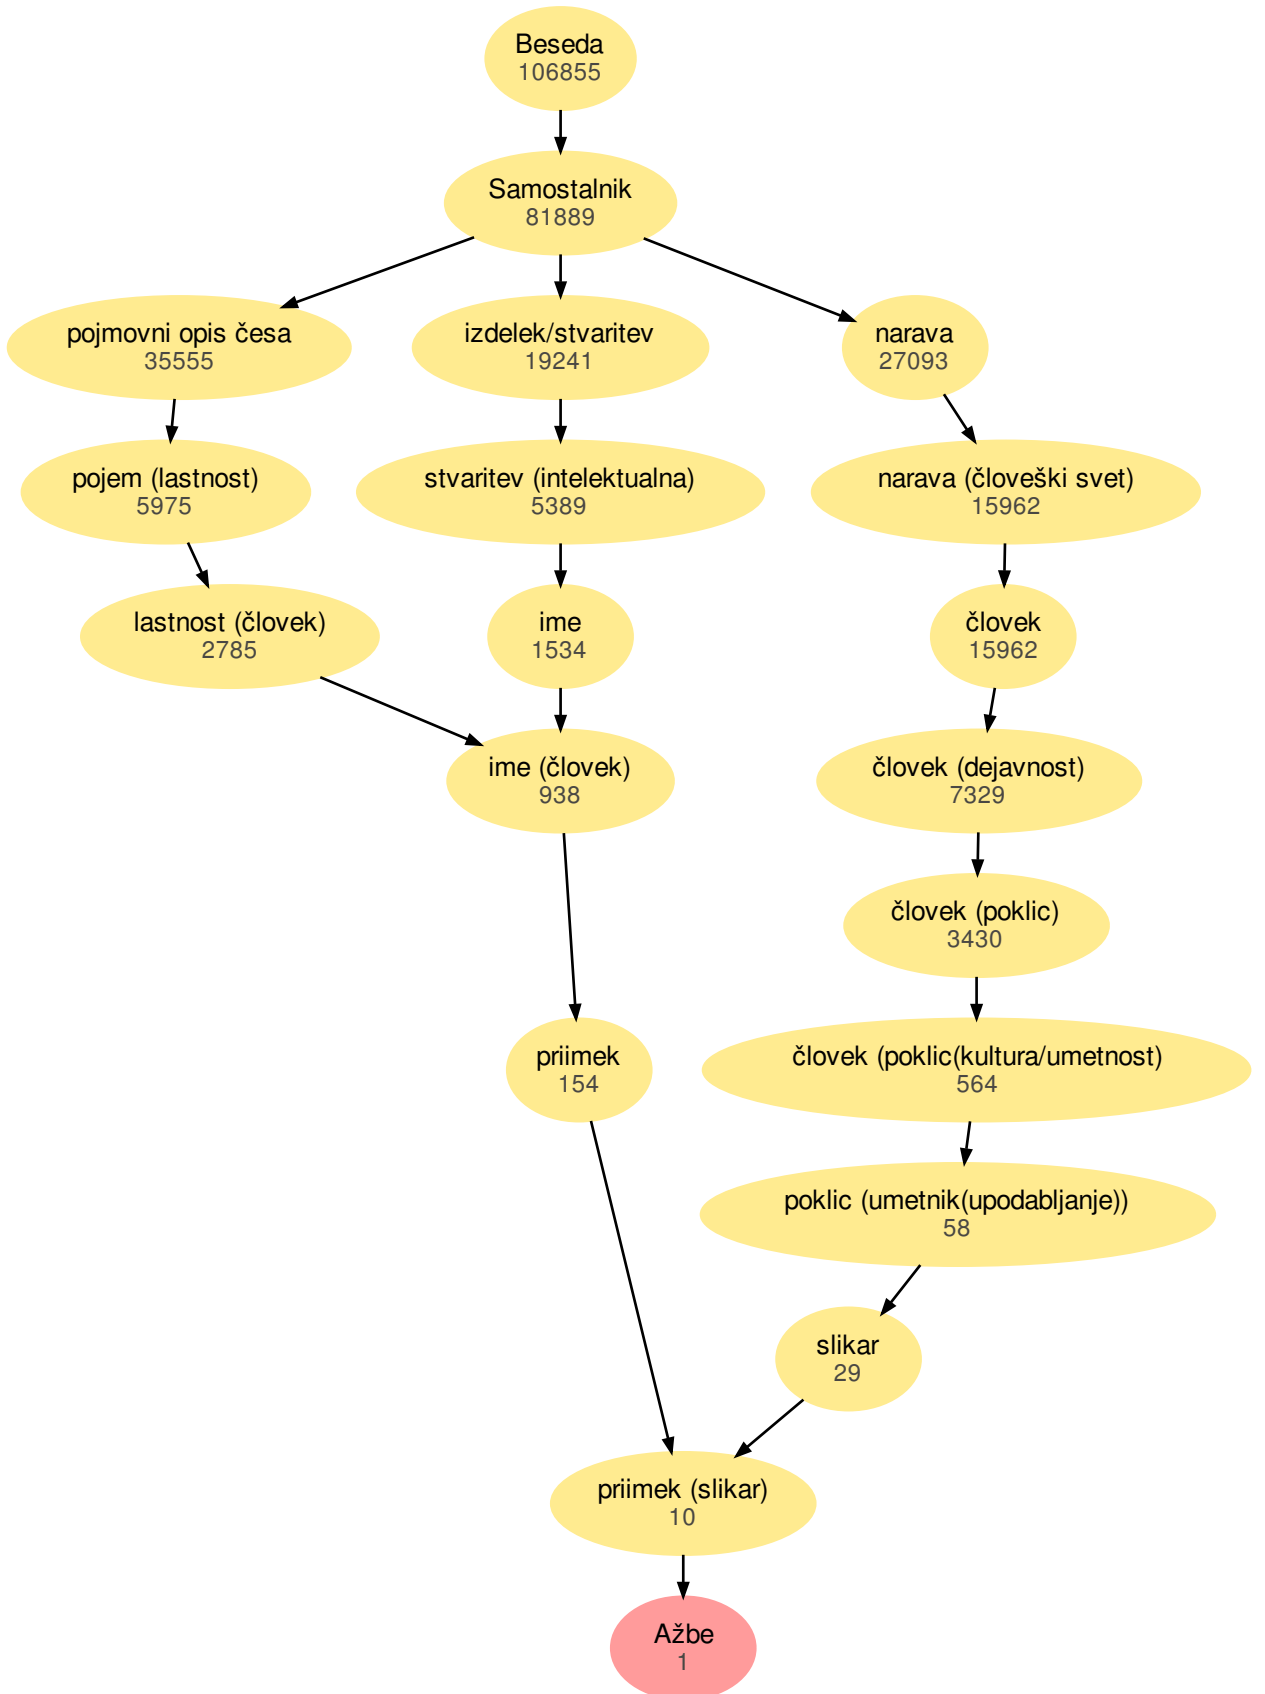 Beseda
106855
Samostalnik
81889
pojmovni opis česa
35555
izdelek/stvaritev
19241
narava
27093
pojem (lastnost)
5975
stvaritev (intelektualna)
5389
narava (človeški svet)
15962
lastnost (človek)
2785
ime
1534
človek
15962
ime (človek)
938
človek (dejavnost)
7329
človek (poklic)
3430
priimek
154
človek (poklic(kultura/umetnost)
564
poklic (umetnik(upodabljanje))
58
slikar
29
priimek (slikar)
10
Ažbe
1